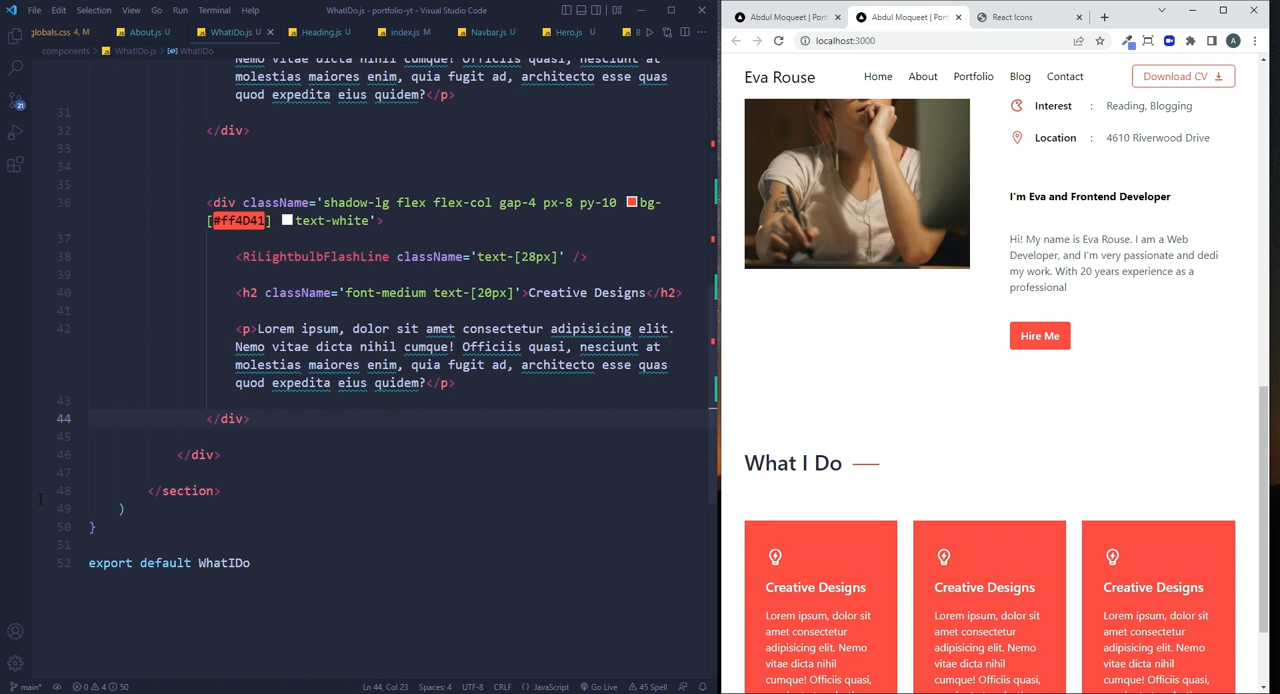 File Edit Selection View Go Run Terminal Help
WhatIDo.js - portfolio-yt - Visual Studio Code
globals.css 4, M
About.js U
WhatIDo.js U
Heading.js U
index.js M
Navbar.js U
Hero.js U
components > WhatIDo.js > WhatIDo
Nemo vitae dicta nihil cumque! Officiis quasi, nesciunt at
molestias maiores enim, quia fugit ad, architecto esse quas
quod expedita eius quidem?</p>
31
32 </div>
33
34
35
36 <div className='shadow-lg flex flex-col gap-4 px-8 py-10 bg-
[#ff4D41] text-white'>
37
38 <RiLightbulbFlashLine className='text-[28px]' />
39
40 <h2 className='font-medium text-[20px]'>Creative Designs</h2>
41
42 <p>Lorem ipsum, dolor sit amet consectetur adipisicing elit.
Nemo vitae dicta nihil cumque! Officiis quasi, nesciunt at
molestias maiores enim, quia fugit ad, architecto esse quas
quod expedita eius quidem?</p>
43
44 </div>
45
46 </div>
47
48 </section>
49 )
50 }
51
52 export default WhatIDo
21
main*
0 4 50
Ln 44, Col 23
Spaces: 4
UTF-8
CRLF
{} JavaScript
Go Live
45 Spell
Abdul Moqueet | Port
Abdul Moqueet | Port
React Icons
localhost:3000
A
Eva Rouse
Home About Portfolio Blog Contact
Download CV
Interest : Reading, Blogging
Location : 4610 Riverwood Drive
I'm Eva and Frontend Developer
Hi! My name is Eva Rouse. I am a Web
Developer, and I'm very passionate and dedi
my work. With 20 years experience as a
professional
Hire Me
What I Do
Creative Designs
Lorem ipsum, dolor sit
amet consectetur
adipisicing elit. Nemo
vitae dicta nihil
cumque! Officiis quasi,
Creative Designs
Lorem ipsum, dolor sit
amet consectetur
adipisicing elit. Nemo
vitae dicta nihil
cumque! Officiis quasi,
Creative Designs
Lorem ipsum, dolor sit
amet consectetur
adipisicing elit. Nemo
vitae dicta nihil
cumque! Officiis quasi,